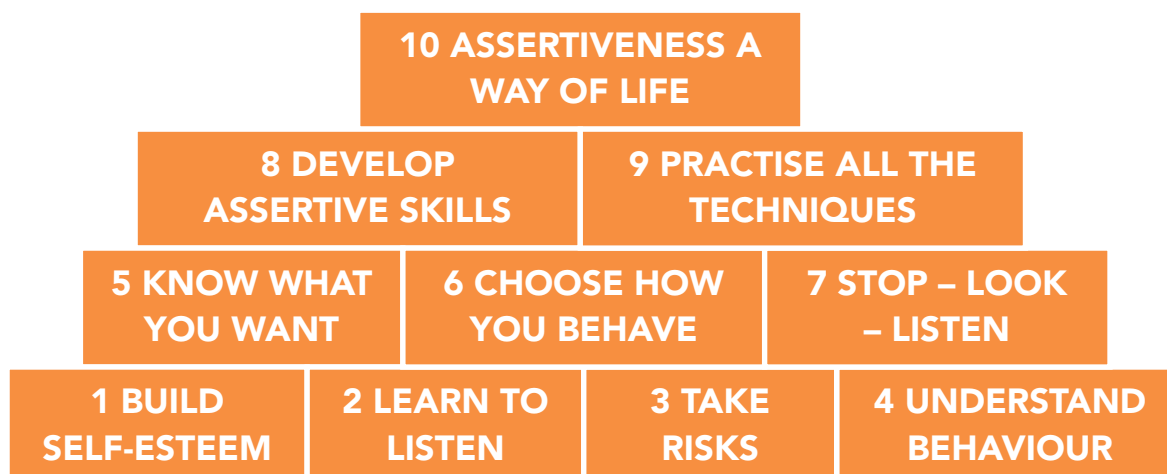 10 ASSERTIVENESS A
WAY OF LIFE
8 DEVELOP
ASSERTIVE SKILLS
9 PRACTISE ALL THE
TECHNIQUES
5 KNOW WHAT
YOU WANT
6 CHOOSE HOW
YOU BEHAVE
7 STOP – LOOK
– LISTEN
1 BUILD
SELF-ESTEEM
2 LEARN TO
LISTEN
3 TAKE
RISKS
4 UNDERSTAND
BEHAVIOUR